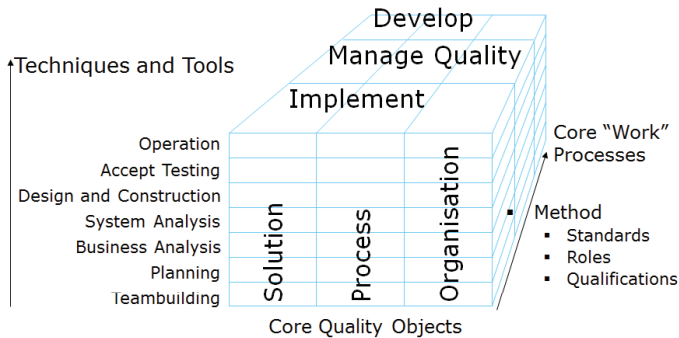 Develop
Manage Quality
Techniques and Tools
Implement
Operation
Accept Testing
Design and Construction
System Analysis
Business Analysis
Planning
Teambuilding
Solution
Process
Organisation
Core Quality Objects
Core “Work”
Processes
▪ Method
▪ Standards
▪ Roles
▪ Qualifications